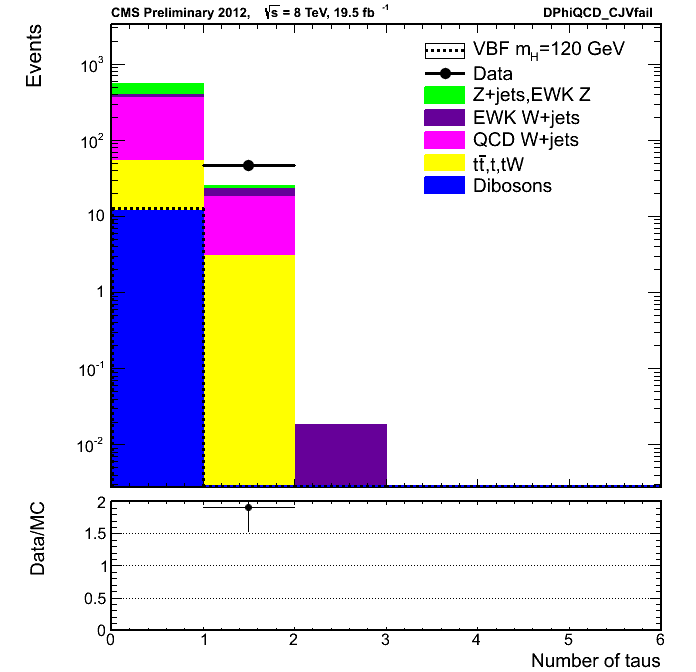 CMS Preliminary 2012, √s = 8 TeV, 19.5 fb⁻¹ DPhiQCD_CJVfail
Events
10³
10²
10
1
10⁻¹
10⁻²
VBF m_H=120 GeV
Data
Z+jets,EWK Z
EWK W+jets
QCD W+jets
tt̅,t,tW
Dibosons
Data/MC
2
1.5
1
0.5
0
0 1 2 3 4 5 6
Number of taus